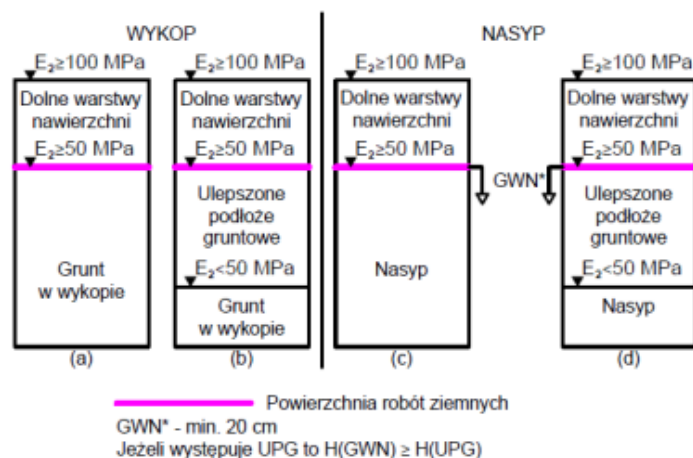 WYKOP
NASYP
E₂≥100 MPa
E₂≥100 MPa
E₂≥100 MPa
E₂≥100 MPa
Dolne warstwy
nawierzchni
Dolne warstwy
nawierzchni
Dolne warstwy
nawierzchni
Dolne warstwy
nawierzchni
E₂≥50 MPa
E₂≥50 MPa
E₂≥50 MPa
E₂≥50 MPa
GWN*
Grunt
w wykopie
Ulepszone
podłoże
gruntowe
Nasyp
Ulepszone
podłoże
gruntowe
E₂<50 MPa
E₂<50 MPa
Grunt
w wykopie
Nasyp
(a)
(b)
(c)
(d)
Powierzchnia robót ziemnych
GWN* - min. 20 cm
Jeżeli występuje UPG to H(GWN) ≥ H(UPG)